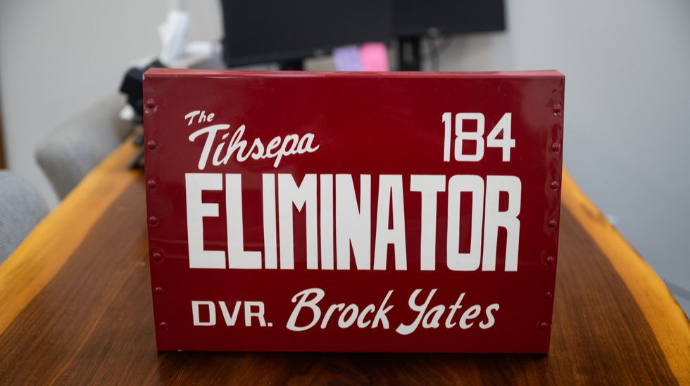 The
Tihsepa 184
ELIMINATOR
DVR. Brock Yates